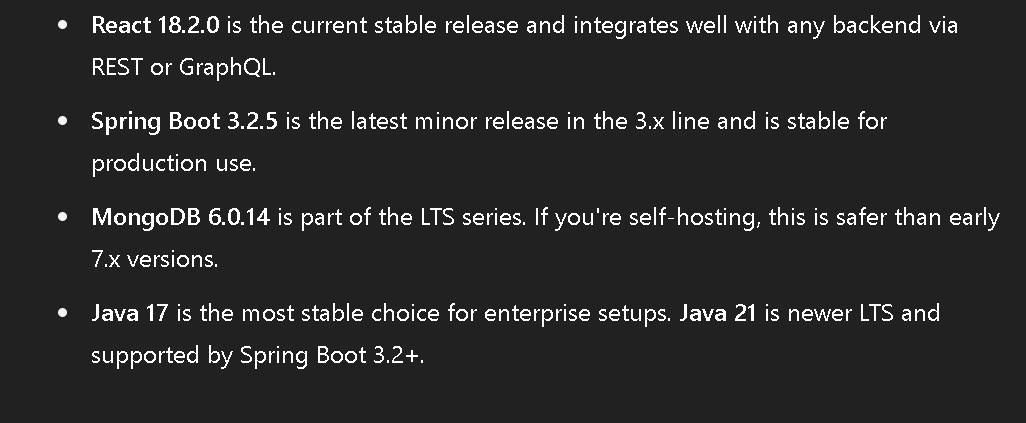 • React 18.2.0 is the current stable release and integrates well with any backend via
REST or GraphQL.
• Spring Boot 3.2.5 is the latest minor release in the 3.x line and is stable for
production use.
• MongoDB 6.0.14 is part of the LTS series. If you're self-hosting, this is safer than early
7.x versions.
• Java 17 is the most stable choice for enterprise setups. Java 21 is newer LTS and
supported by Spring Boot 3.2+.